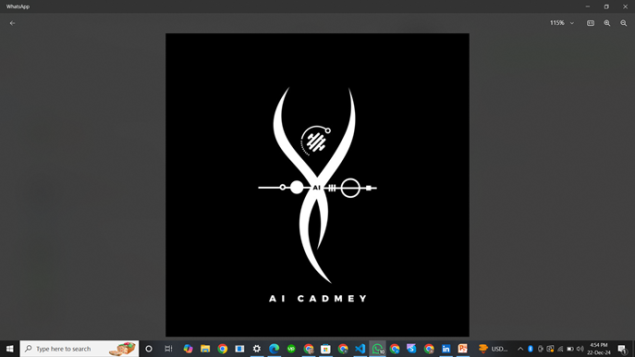 WhatsApp
115%
AI
AI CADMEY
Type here to search
USD...
4:54 PM
22-Dec-24